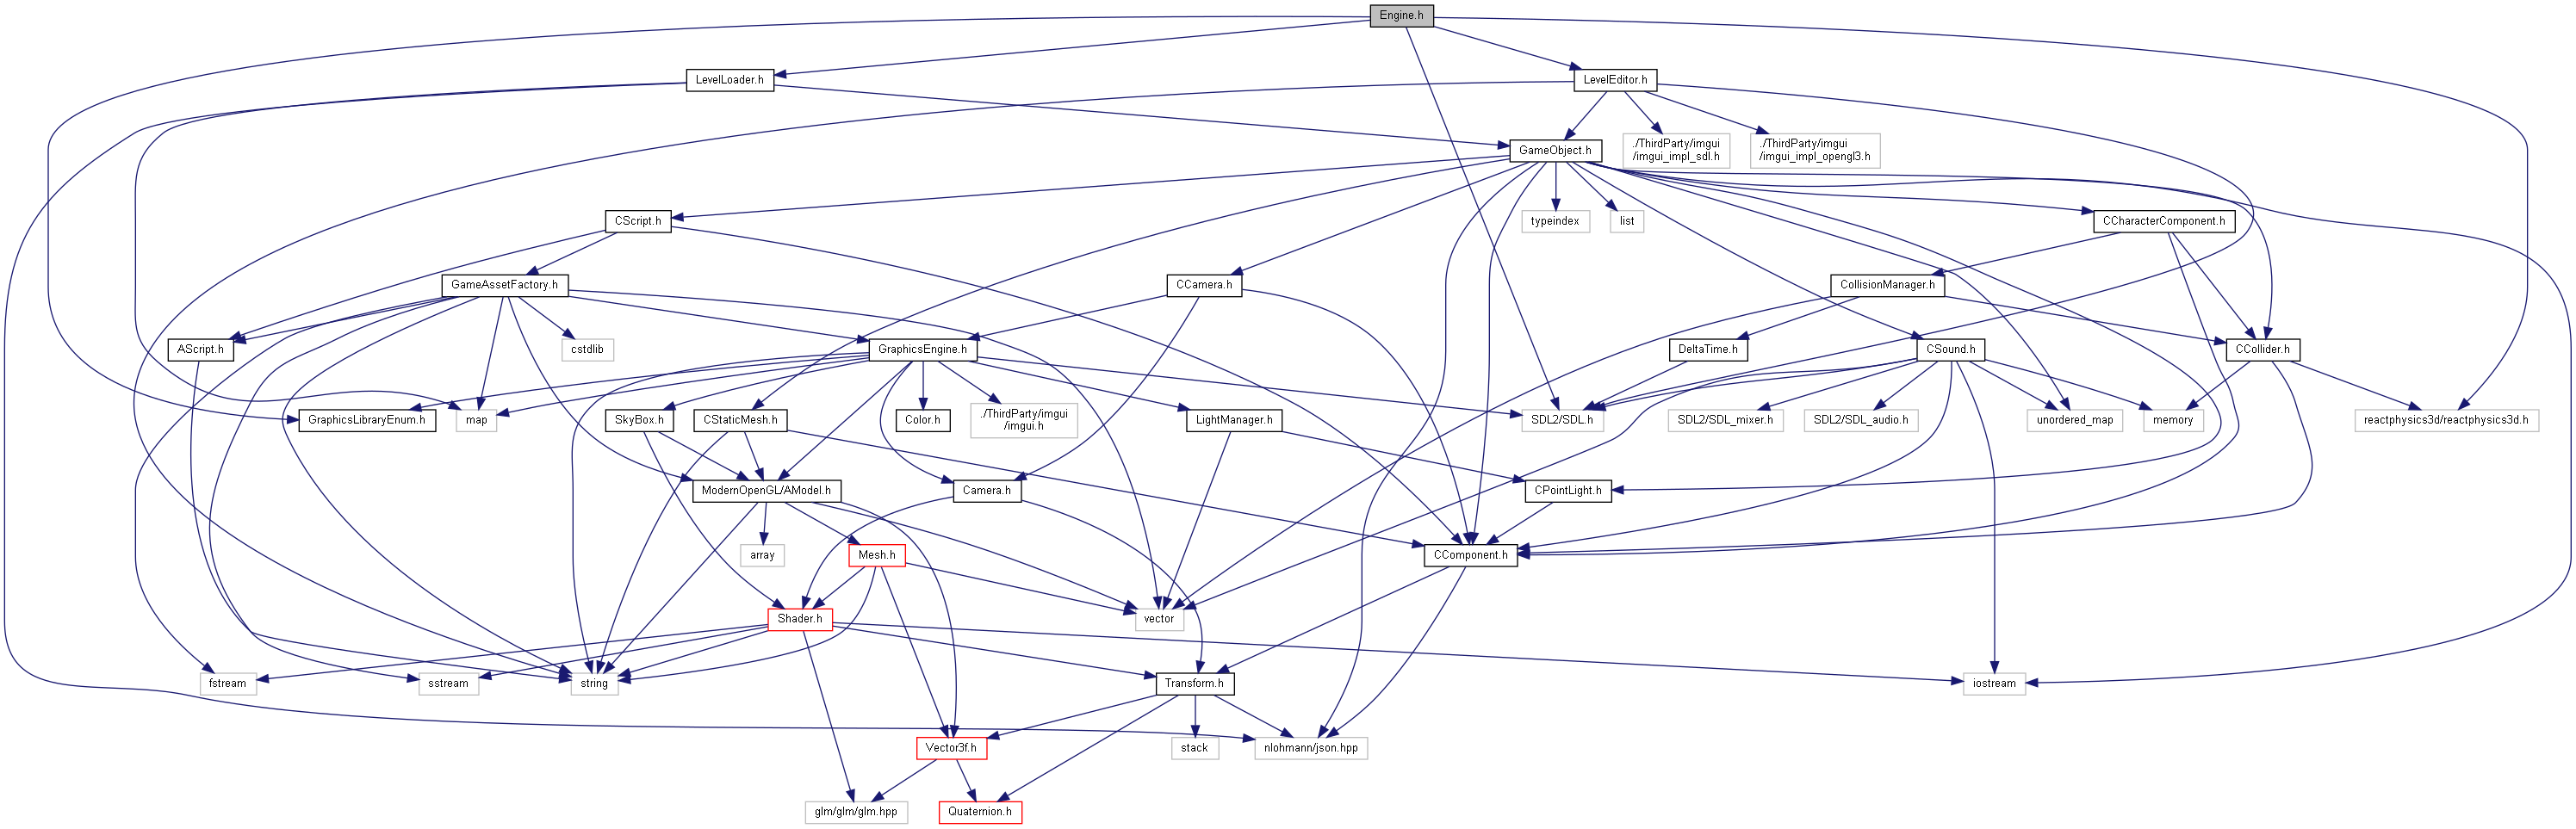 Engine.h
LevelLoader.h
LevelEditor.h
GameObject.h
./ThirdParty/imgui
/imgui_impl_sdl.h
./ThirdParty/imgui
/imgui_impl_opengl3.h
CScript.h
typeindex
list
CCharacterComponent.h
GameAssetFactory.h
CCamera.h
CollisionManager.h
AScript.h
cstdlib
GraphicsEngine.h
DeltaTime.h
CSound.h
CCollider.h
GraphicsLibraryEnum.h
map
SkyBox.h
CStaticMesh.h
Color.h
./ThirdParty/imgui
/imgui.h
LightManager.h
SDL2/SDL.h
SDL2/SDL_mixer.h
SDL2/SDL_audio.h
unordered_map
memory
reactphysics3d/reactphysics3d.h
ModernOpenGL/AModel.h
Camera.h
CPointLight.h
array
Mesh.h
CComponent.h
Shader.h
vector
fstream
sstream
string
Transform.h
iostream
Vector3f.h
stack
nlohmann/json.hpp
glm/glm/glm.hpp
Quaternion.h